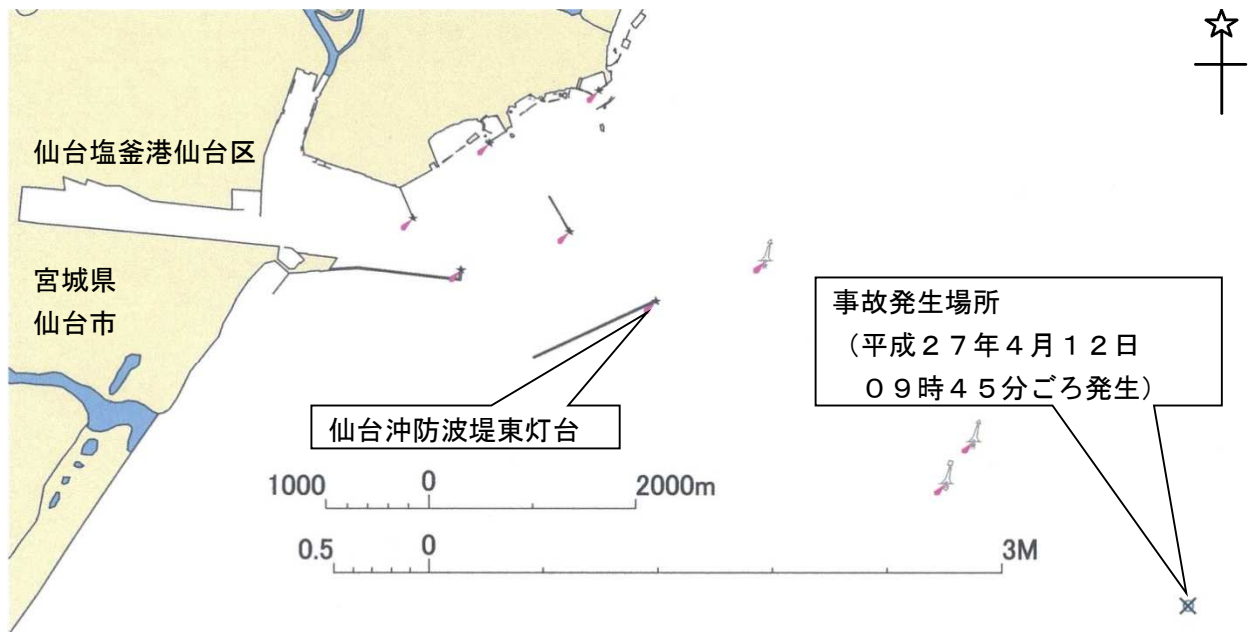 仙台塩釜港仙台区
宮城県
仙台市
事故発生場所
（平成２７年４月１２日
０９時４５分ごろ発生）
仙台沖防波堤東灯台
1000 0 2000m
0.5 0 3M